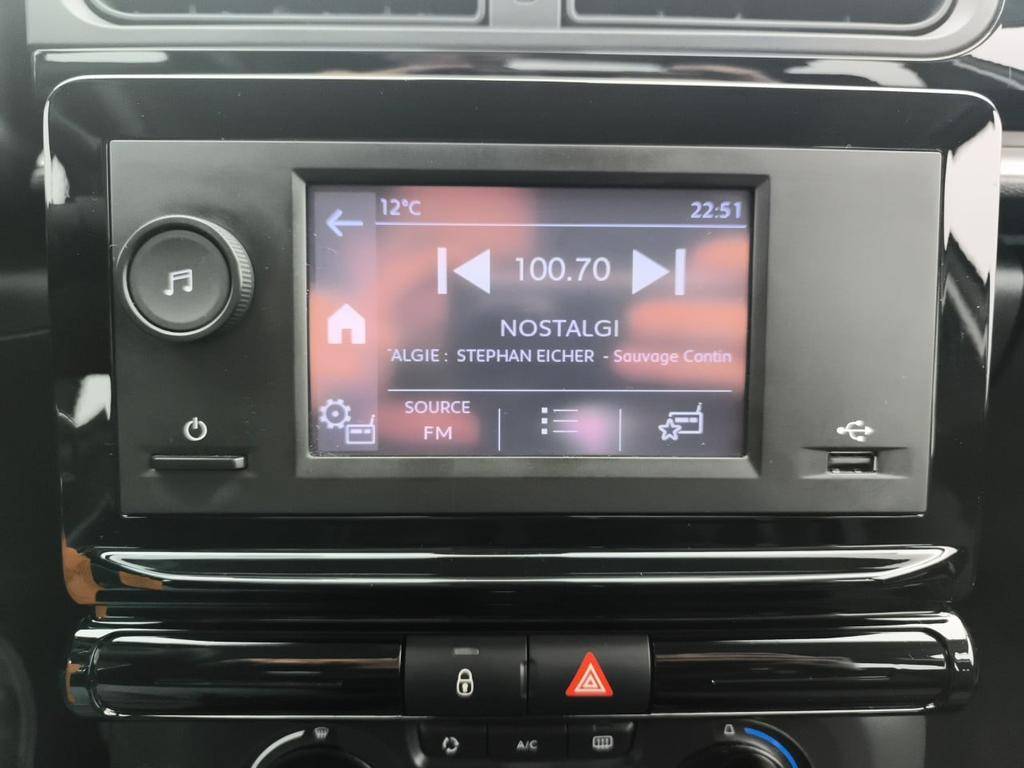 12°C 22:51
100.70
NOSTALGI
ALGIE : STEPHAN EICHER - Sauvage Contin
SOURCE
FM
A/C